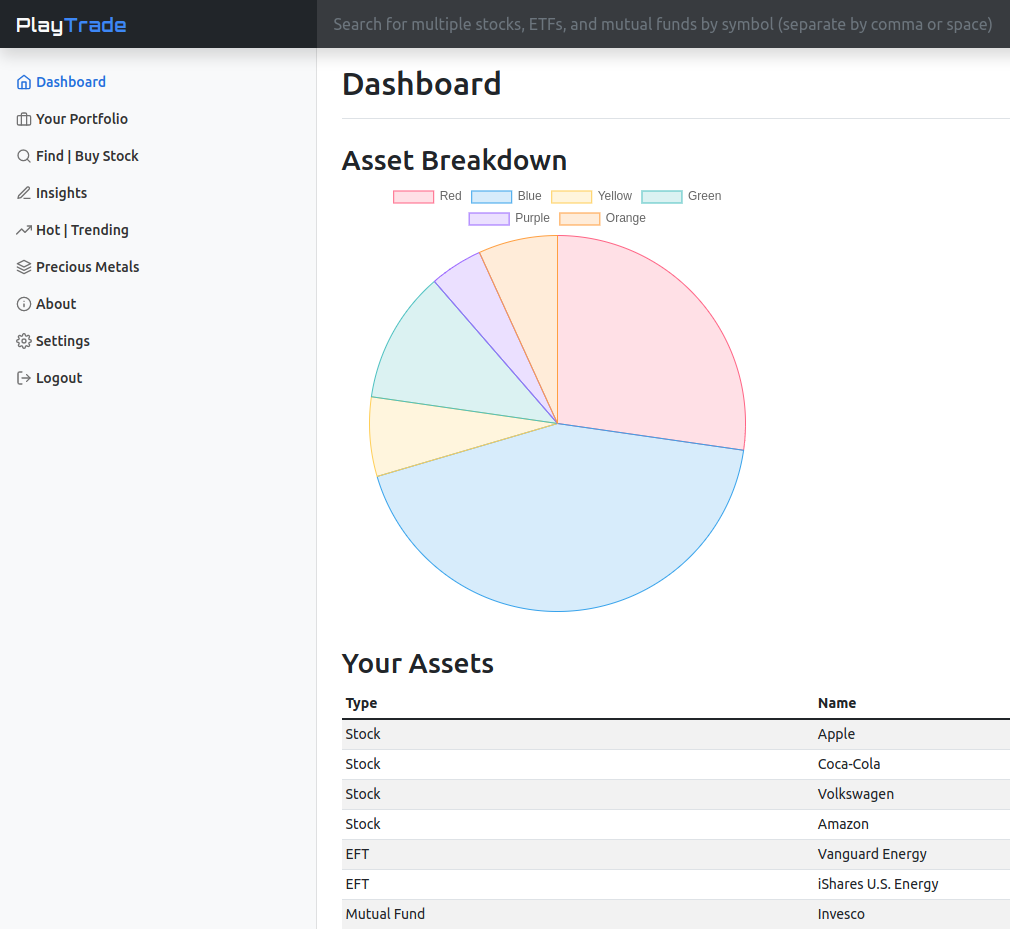 PlayTrade
Search for multiple stocks, ETFs, and mutual funds by symbol (separate by comma or space)
Dashboard
Your Portfolio
Find | Buy Stock
Insights
Hot | Trending
Precious Metals
About
Settings
Logout
Dashboard
Asset Breakdown
Red Blue Yellow Green
Purple Orange
Your Assets
Type Name
Stock Apple
Stock Coca-Cola
Stock Volkswagen
Stock Amazon
EFT Vanguard Energy
EFT iShares U.S. Energy
Mutual Fund Invesco